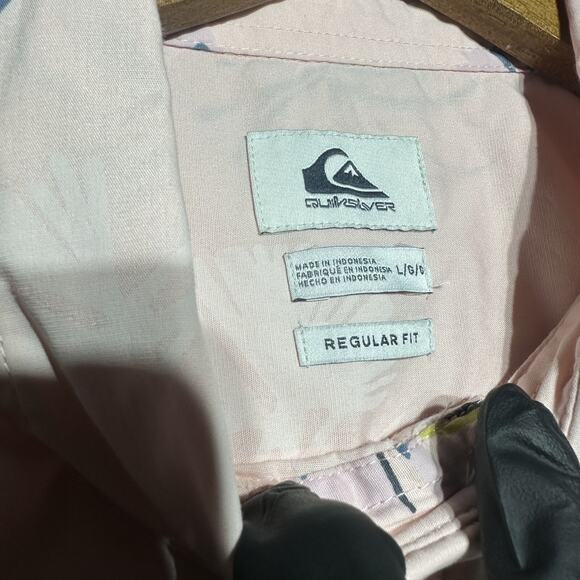 QUIKSILVER
MADE IN INDONESIA
FABRIQUÉ EN INDONESIA L/G/G
HECHO EN INDONESIA
REGULAR FIT